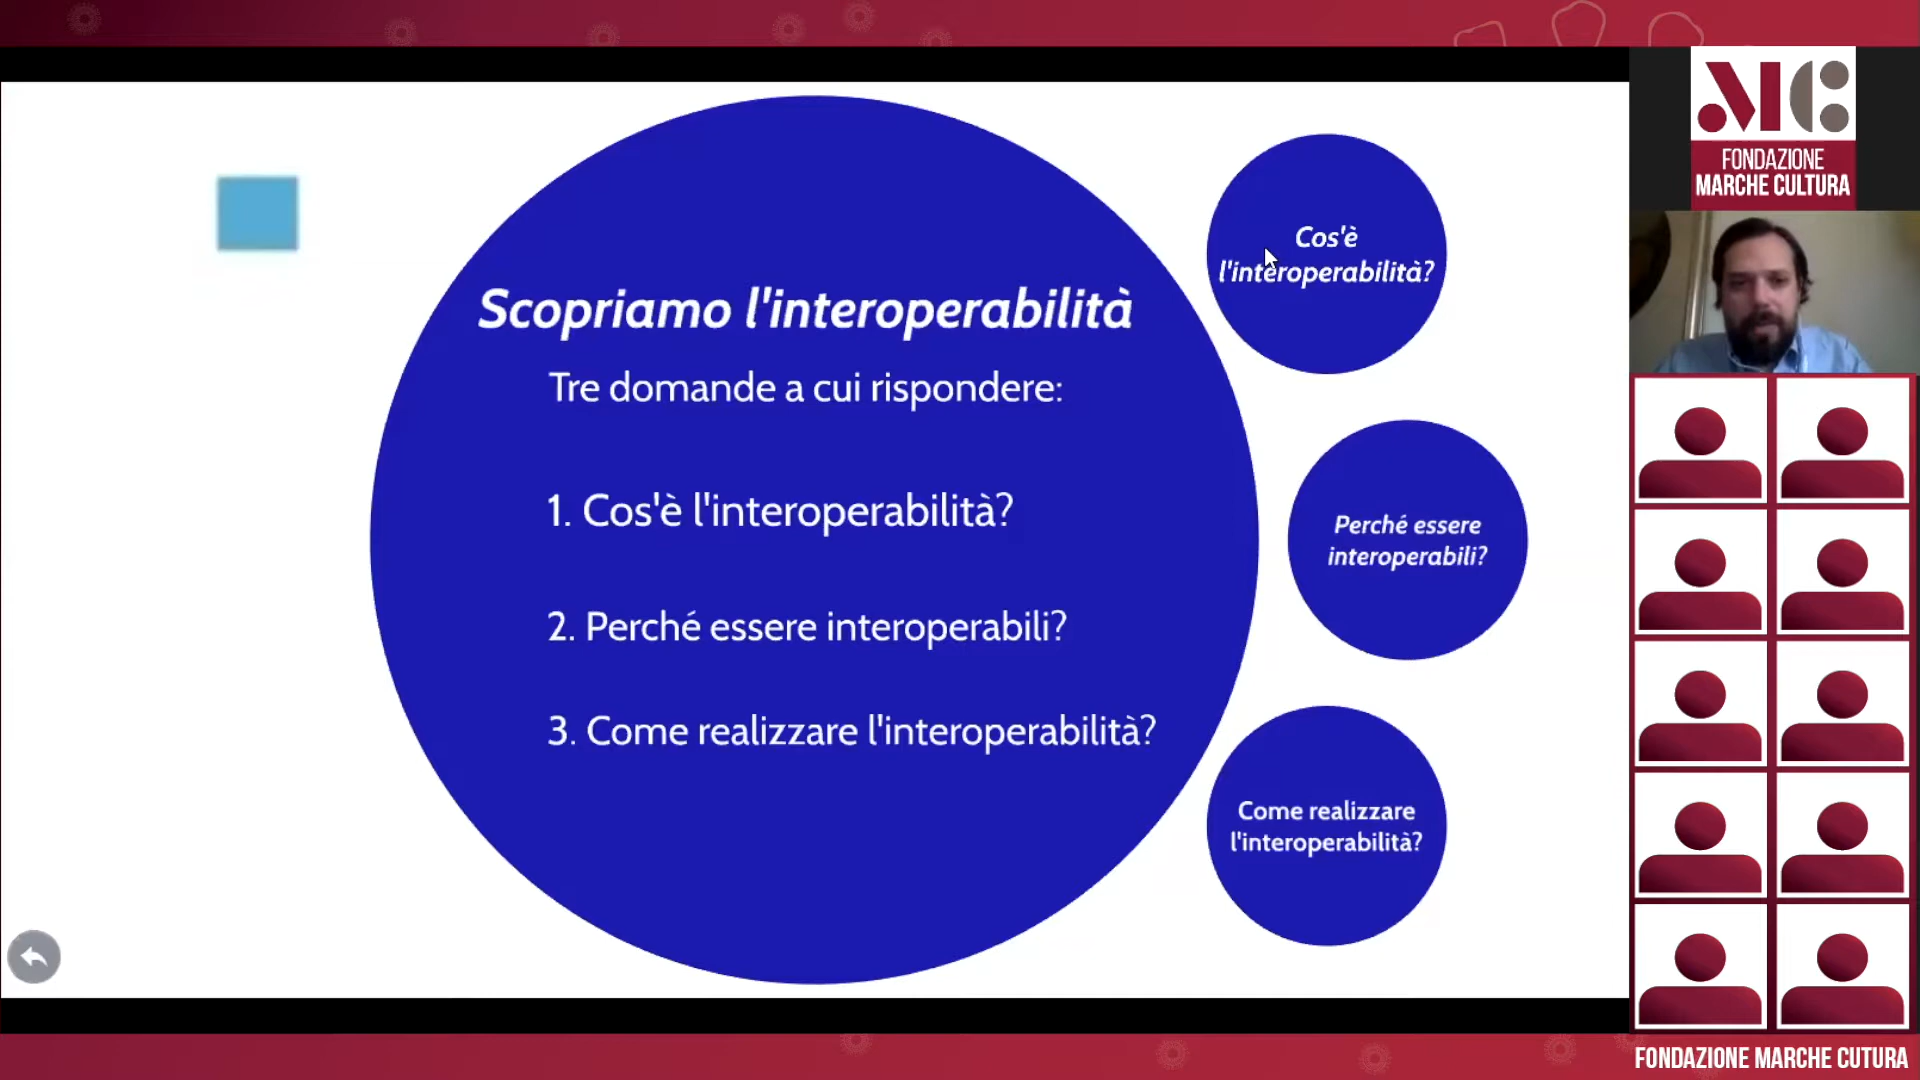 Scopriamo l'interoperabilità
Tre domande a cui rispondere:
1. Cos'è l'interoperabilità?
2. Perché essere interoperabili?
3. Come realizzare l'interoperabilità?
Cos'è
l'interoperabilità?
Perché essere
interoperabili?
Come realizzare
l'interoperabilità?
MC
FONDAZIONE
MARCHE CULTURA
FONDAZIONE MARCHE CUTURA